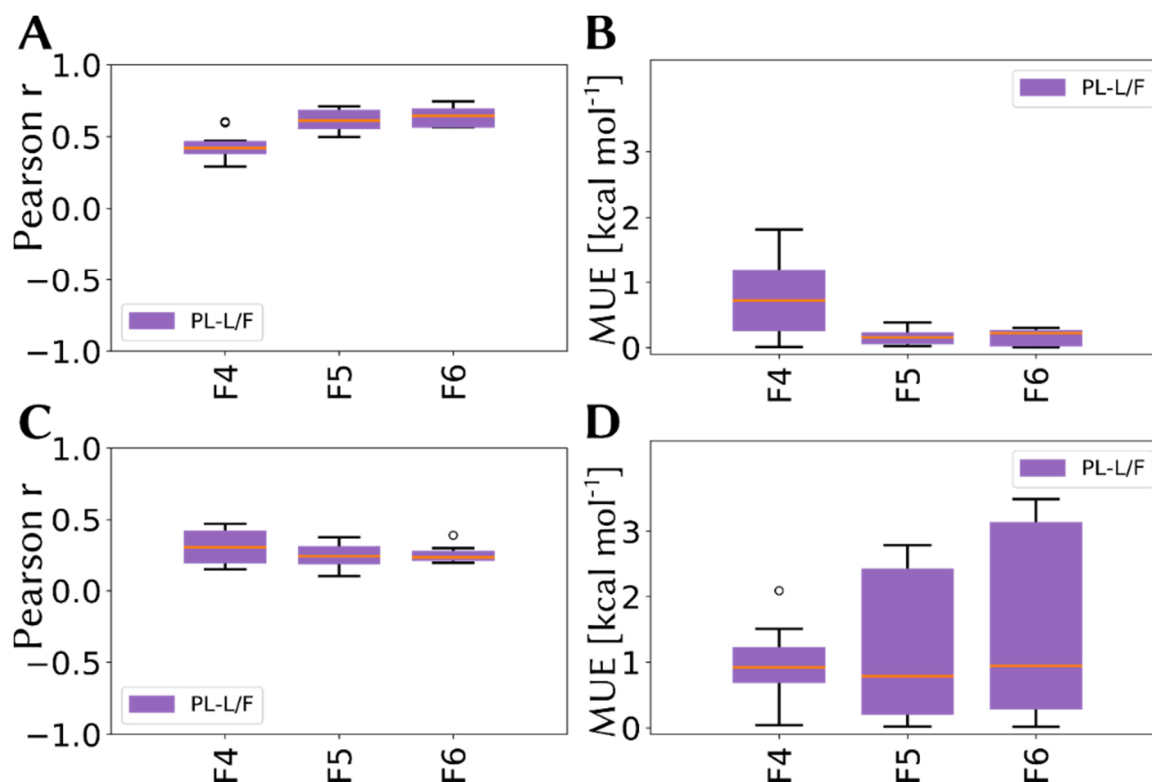 A
Pearson r
1.0
0.5
0.0
−0.5
−1.0
PL-L/F
F4
F5
F6
B
MUE [kcal mol⁻¹]
3
2
1
0
PL-L/F
F4
F5
F6
C
Pearson r
1.0
0.5
0.0
−0.5
−1.0
PL-L/F
F4
F5
F6
D
MUE [kcal mol⁻¹]
3
2
1
0
PL-L/F
F4
F5
F6